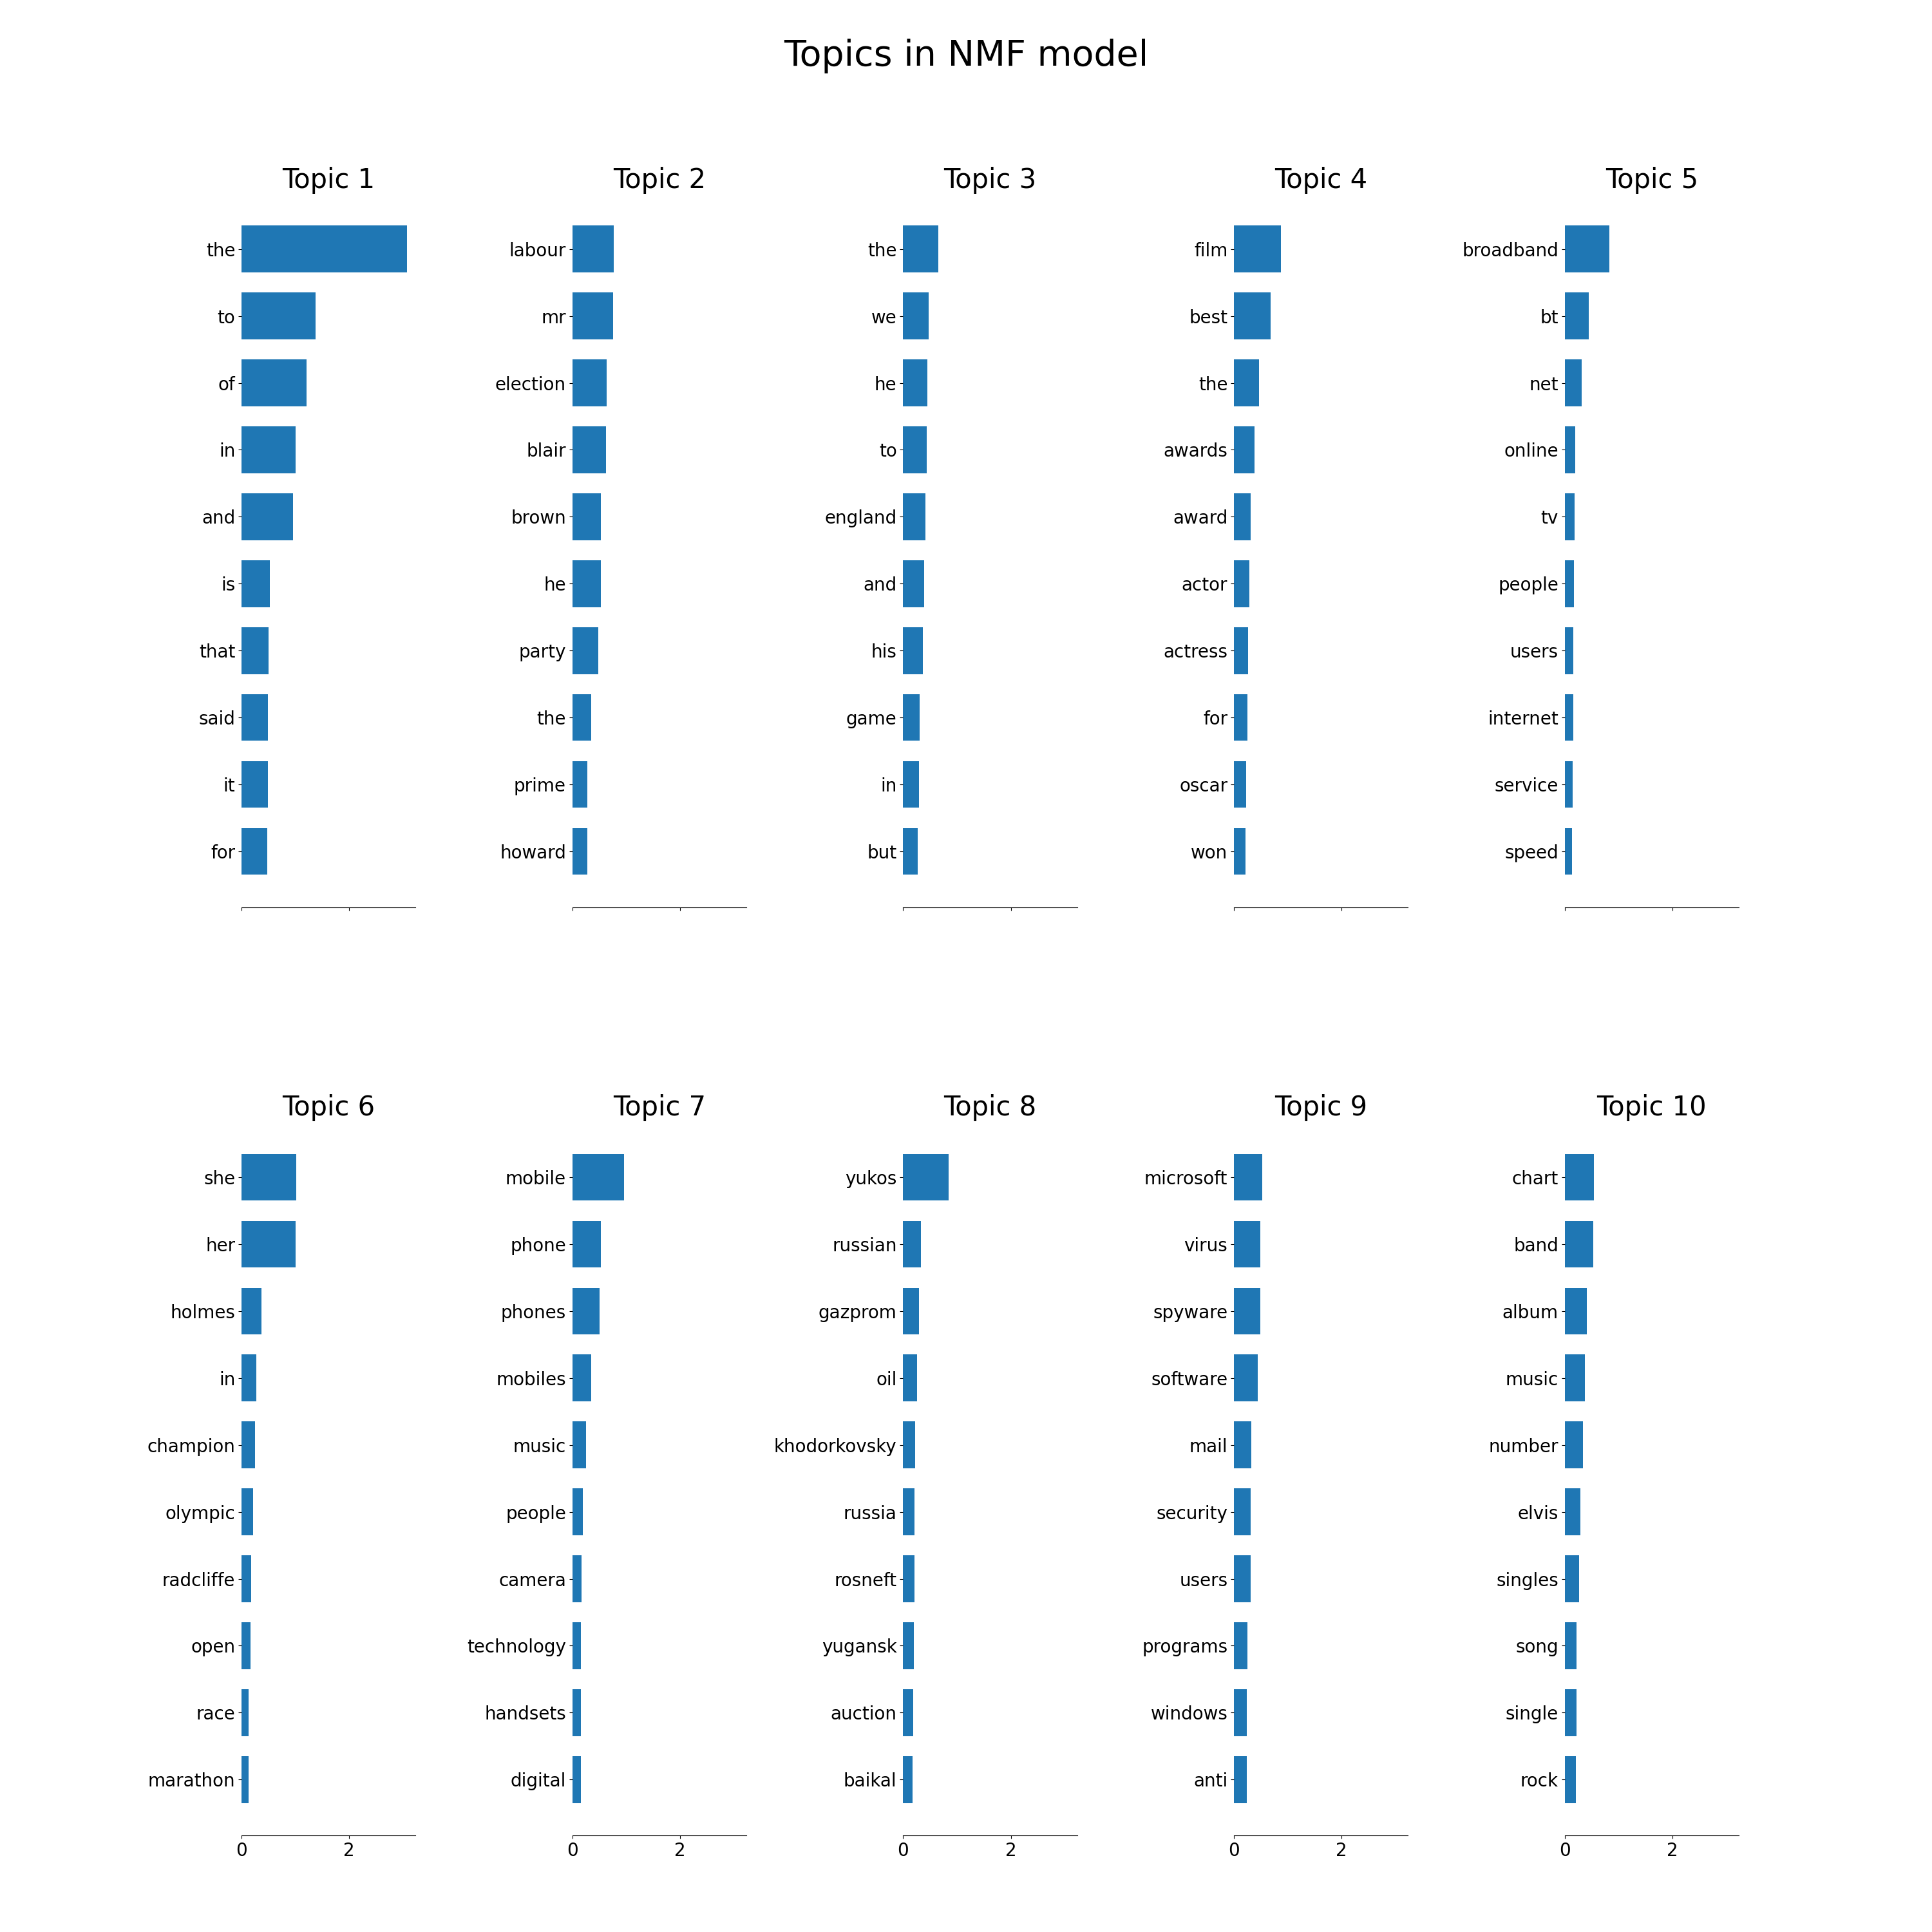 Topics in NMF model
Topic 1
the
to
of
in
and
is
that
said
it
for
Topic 2
labour
mr
election
blair
brown
he
party
the
prime
howard
Topic 3
the
we
he
to
england
and
his
game
in
but
Topic 4
film
best
the
awards
award
actor
actress
for
oscar
won
Topic 5
broadband
bt
net
online
tv
people
users
internet
service
speed
Topic 6
she
her
holmes
in
champion
olympic
radcliffe
open
race
marathon
0 2
Topic 7
mobile
phone
phones
mobiles
music
people
camera
technology
handsets
digital
0 2
Topic 8
yukos
russian
gazprom
oil
khodorkovsky
russia
rosneft
yugansk
auction
baikal
0 2
Topic 9
microsoft
virus
spyware
software
mail
security
users
programs
windows
anti
0 2
Topic 10
chart
band
album
music
number
elvis
singles
song
single
rock
0 2